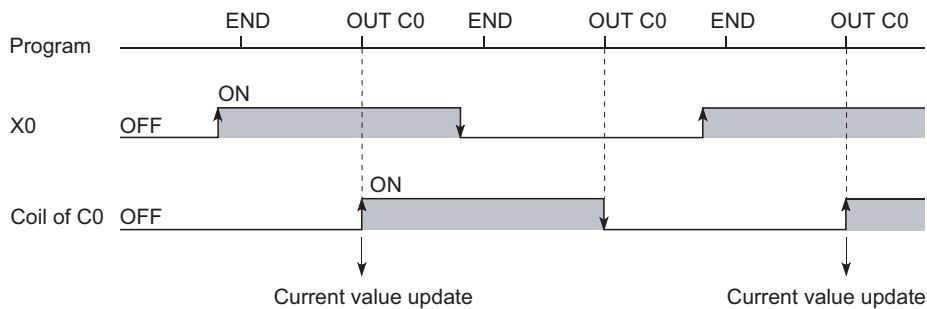 END OUT C0 END OUT C0 END OUT C0
Program
ON
X0 OFF
ON
Coil of C0 OFF
Current value update Current value update